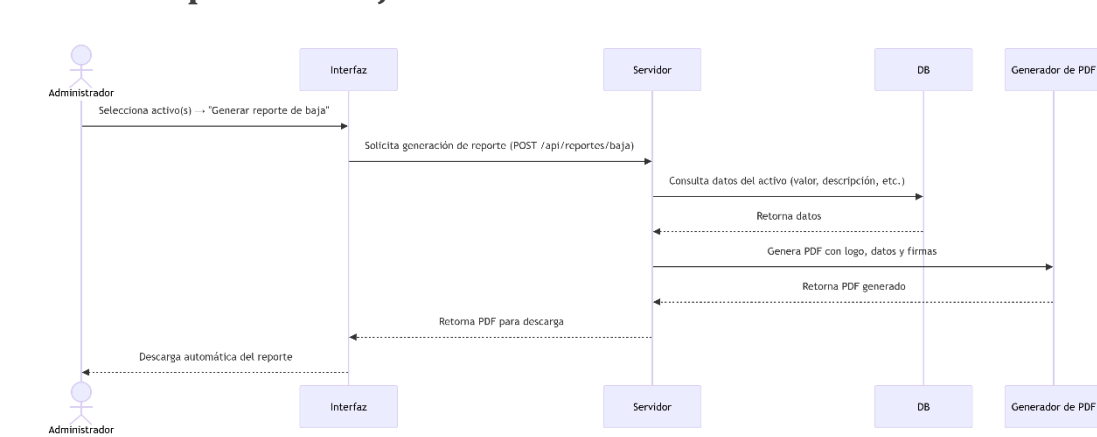 Administrador
Interfaz
Servidor
DB
Generador de PDF
Selecciona activo(s) → "Generar reporte de baja"
Solicita generación de reporte (POST /api/reportes/baja)
Consulta datos del activo (valor, descripción, etc.)
Retorna datos
Genera PDF con logo, datos y firmas
Retorna PDF generado
Retorna PDF para descarga
Descarga automática del reporte
Administrador
Interfaz
Servidor
DB
Generador de PDF